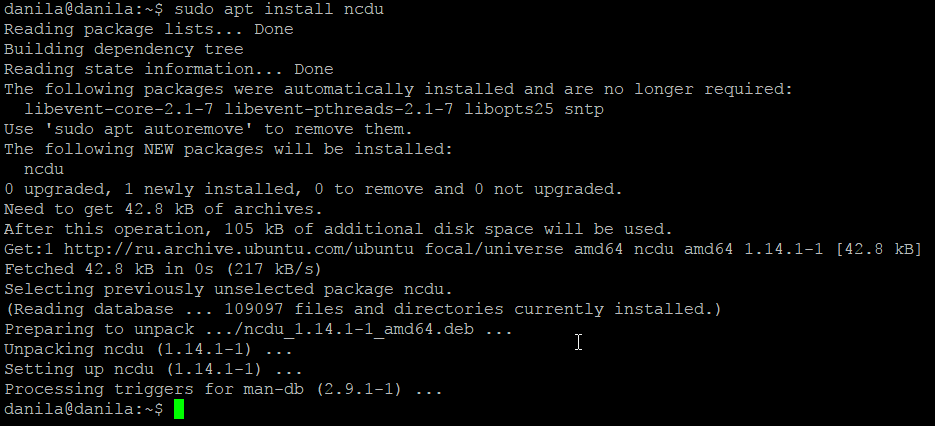 danila@danila:~$ sudo apt install ncdu
Reading package lists... Done
Building dependency tree
Reading state information... Done
The following packages were automatically installed and are no longer required:
  libevent-core-2.1-7 libevent-pthreads-2.1-7 libopts25 sntp
Use 'sudo apt autoremove' to remove them.
The following NEW packages will be installed:
  ncdu
0 upgraded, 1 newly installed, 0 to remove and 0 not upgraded.
Need to get 42.8 kB of archives.
After this operation, 105 kB of additional disk space will be used.
Get:1 http://ru.archive.ubuntu.com/ubuntu focal/universe amd64 ncdu amd64 1.14.1-1 [42.8 kB]
Fetched 42.8 kB in 0s (217 kB/s)
Selecting previously unselected package ncdu.
(Reading database ... 109097 files and directories currently installed.)
Preparing to unpack .../ncdu_1.14.1-1_amd64.deb ...
Unpacking ncdu (1.14.1-1) ...
Setting up ncdu (1.14.1-1) ...
Processing triggers for man-db (2.9.1-1) ...
danila@danila:~$